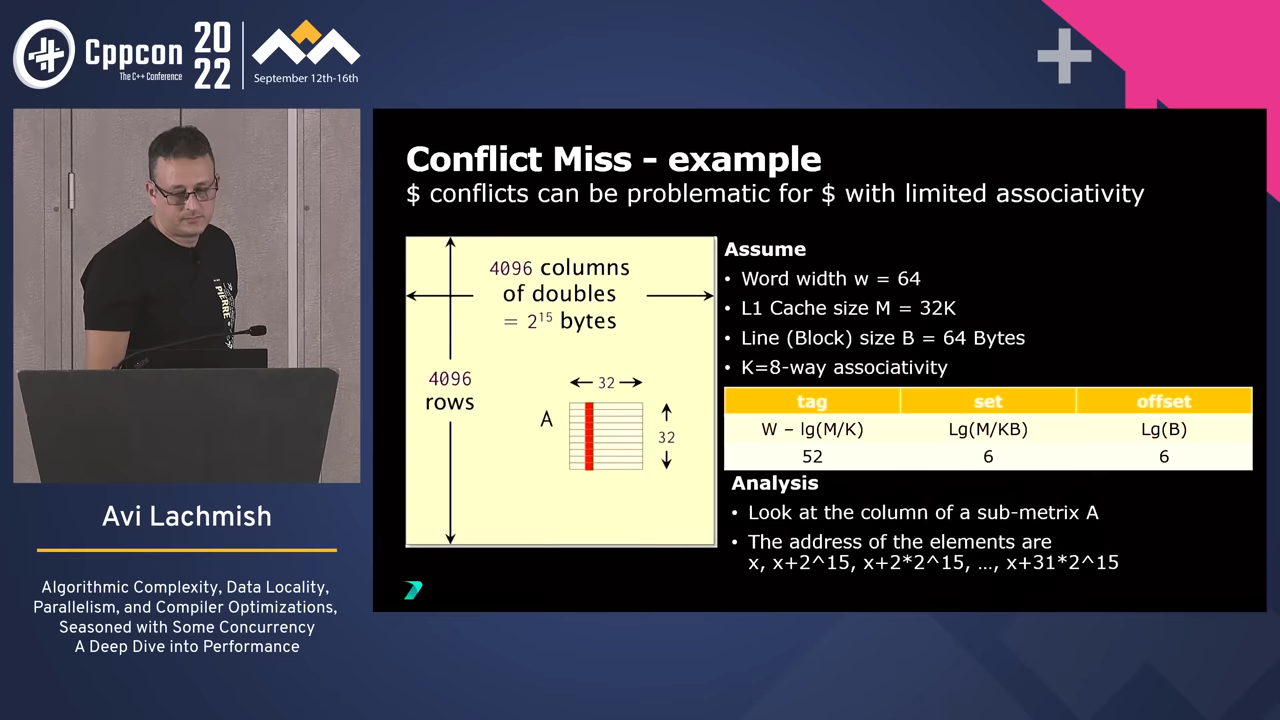 Cppcon
The C++ Conference
20
22
September 12th-16th
PIERRE
Avi Lachmish
Algorithmic Complexity, Data Locality,
Parallelism, and Compiler Optimizations,
Seasoned with Some Concurrency
A Deep Dive into Performance
Conflict Miss - example
$ conflicts can be problematic for $ with limited associativity
4096 columns
of doubles
= 2¹⁵ bytes
4096
rows
32
A
32
Assume
• Word width w = 64
• L1 Cache size M = 32K
• Line (Block) size B = 64 Bytes
• K=8-way associativity
tag set offset
W – lg(M/K) Lg(M/KB) Lg(B)
52 6 6
Analysis
• Look at the column of a sub-metrix A
• The address of the elements are
x, x+2^15, x+2*2^15, …, x+31*2^15